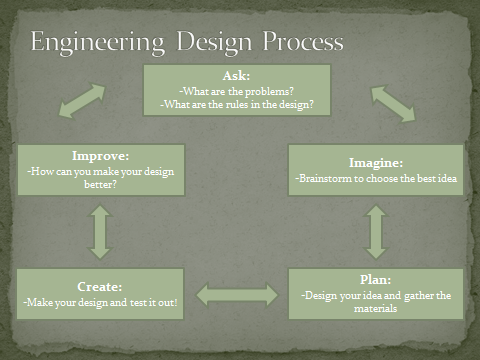 Engineering Design Process
Ask:
-What are the problems?
-What are the rules in the design?
Improve:
-How can you make your design
better?
Imagine:
-Brainstorm to choose the best idea
Create:
-Make your design and test it out!
Plan:
-Design your idea and gather the
materials